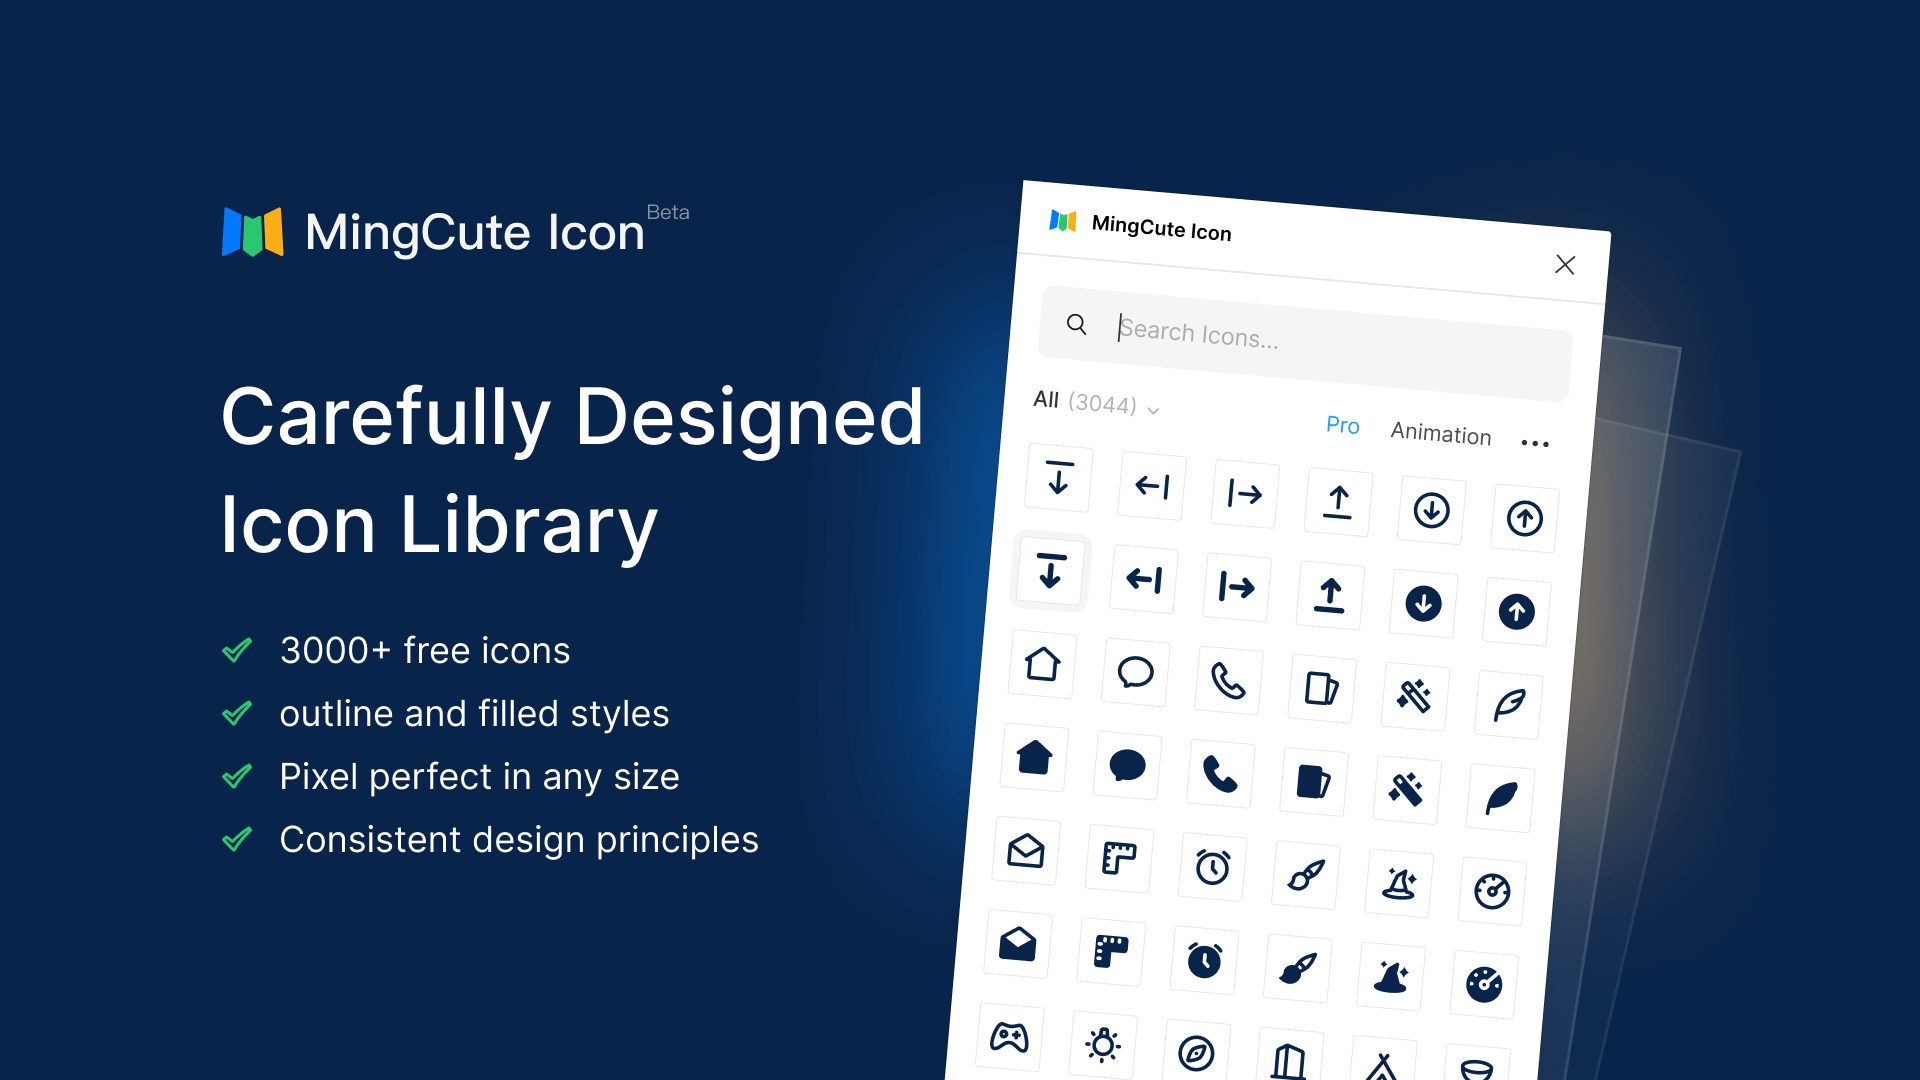 MingCute Icon Beta
Carefully Designed
Icon Library
3000+ free icons
outline and filled styles
Pixel perfect in any size
Consistent design principles
MingCute Icon
Search Icons...
All (3044)
Pro Animation